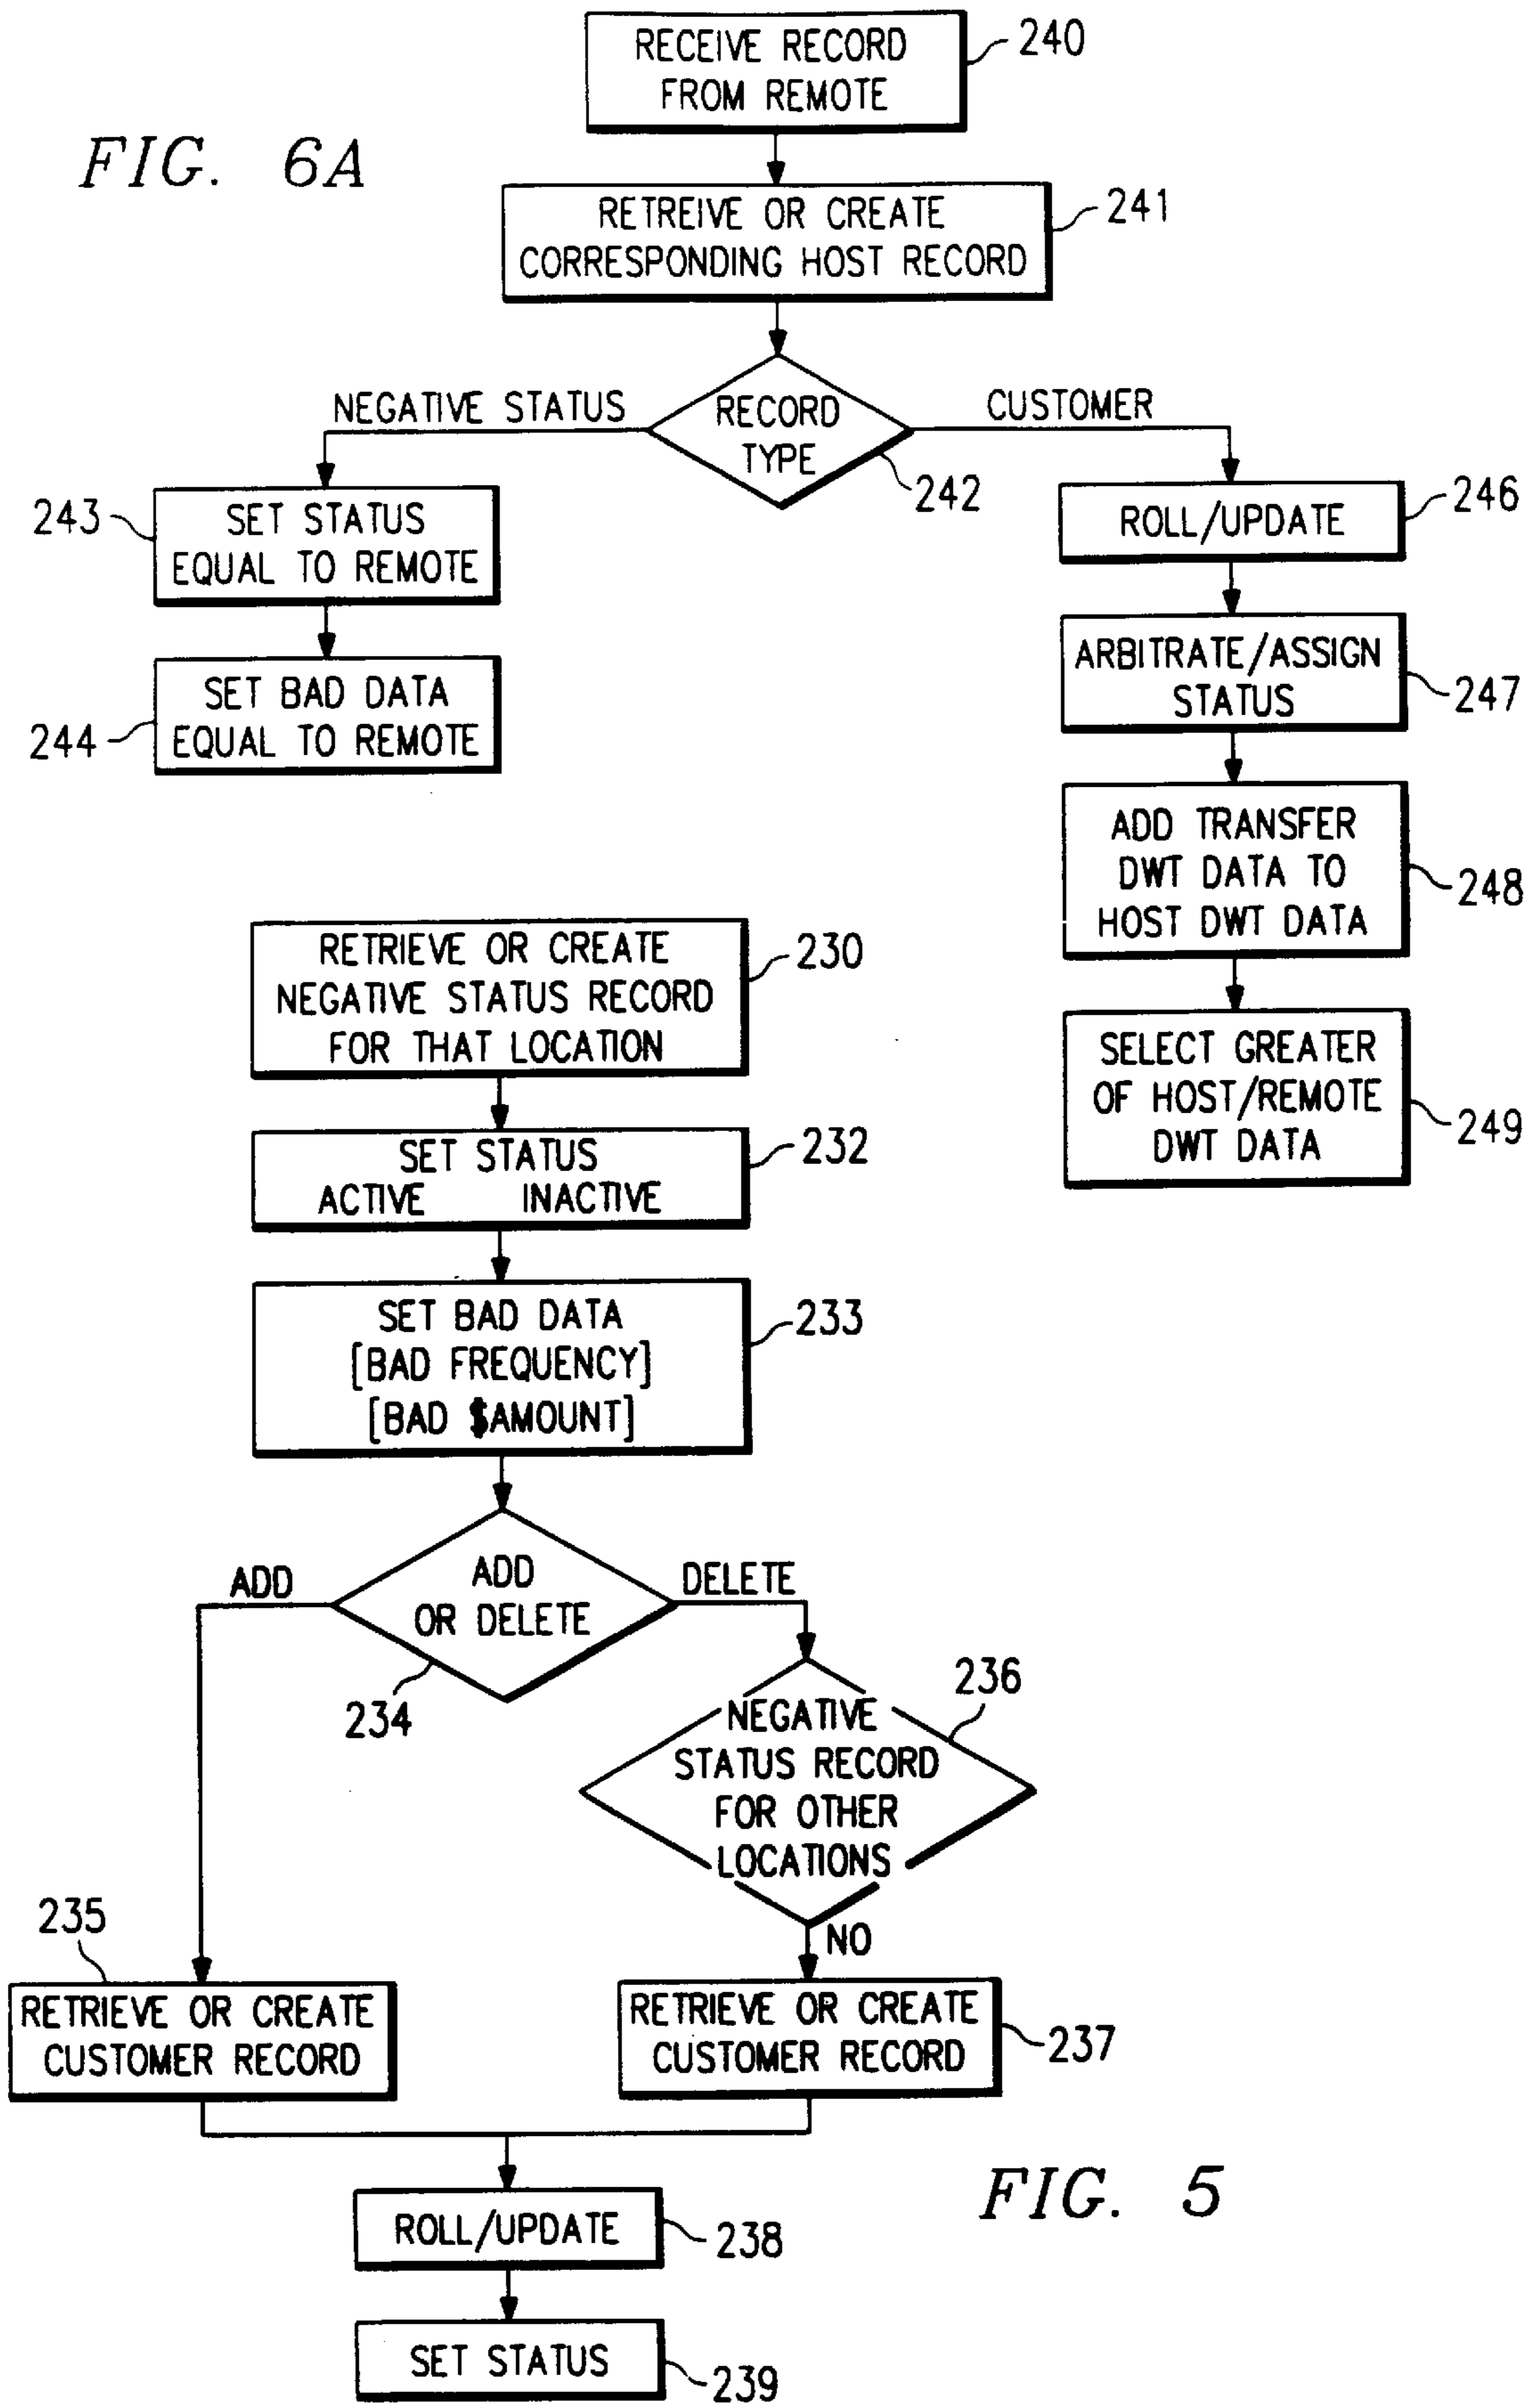 FIG. 6A
RECEIVE RECORD
FROM REMOTE
240
RETREIVE OR CREATE
CORRESPONDING HOST RECORD
241
NEGATIVE STATUS
RECORD
TYPE
CUSTOMER
242
243
SET STATUS
EQUAL TO REMOTE
244
SET BAD DATA
EQUAL TO REMOTE
ROLL/UPDATE
246
ARBITRATE/ASSIGN
STATUS
247
ADD TRANSFER
DWT DATA TO
HOST DWT DATA
248
SELECT GREATER
OF HOST/REMOTE
DWT DATA
249
RETRIEVE OR CREATE
NEGATIVE STATUS RECORD
FOR THAT LOCATION
230
SET STATUS
ACTIVE INACTIVE
232
SET BAD DATA
[BAD FREQUENCY]
[BAD $AMOUNT]
233
ADD
ADD
OR DELETE
DELETE
234
NEGATIVE
STATUS RECORD
FOR OTHER
LOCATIONS
236
NO
235
RETRIEVE OR CREATE
CUSTOMER RECORD
RETRIEVE OR CREATE
CUSTOMER RECORD
237
ROLL/UPDATE
238
SET STATUS
239
FIG. 5